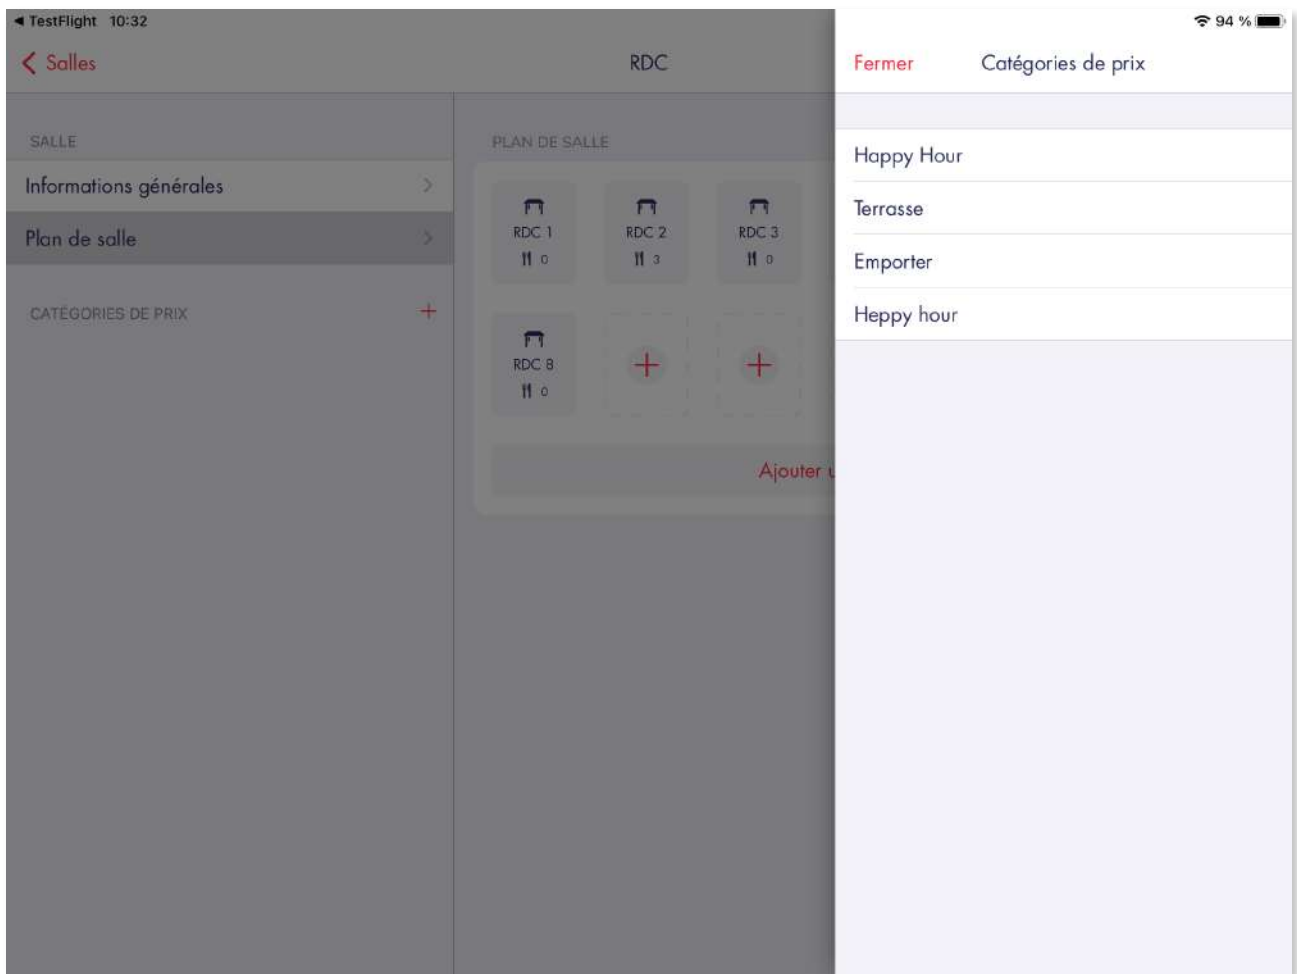 ◀ TestFlight 10:32
94 %
Salles
RDC
Fermer
Catégories de prix
SALLE
Informations générales
Plan de salle
CATÉGORIES DE PRIX
PLAN DE SALLE
RDC 1
0
RDC 2
3
RDC 3
0
RDC 8
0
Ajouter u
Happy Hour
Terrasse
Emporter
Heppy hour